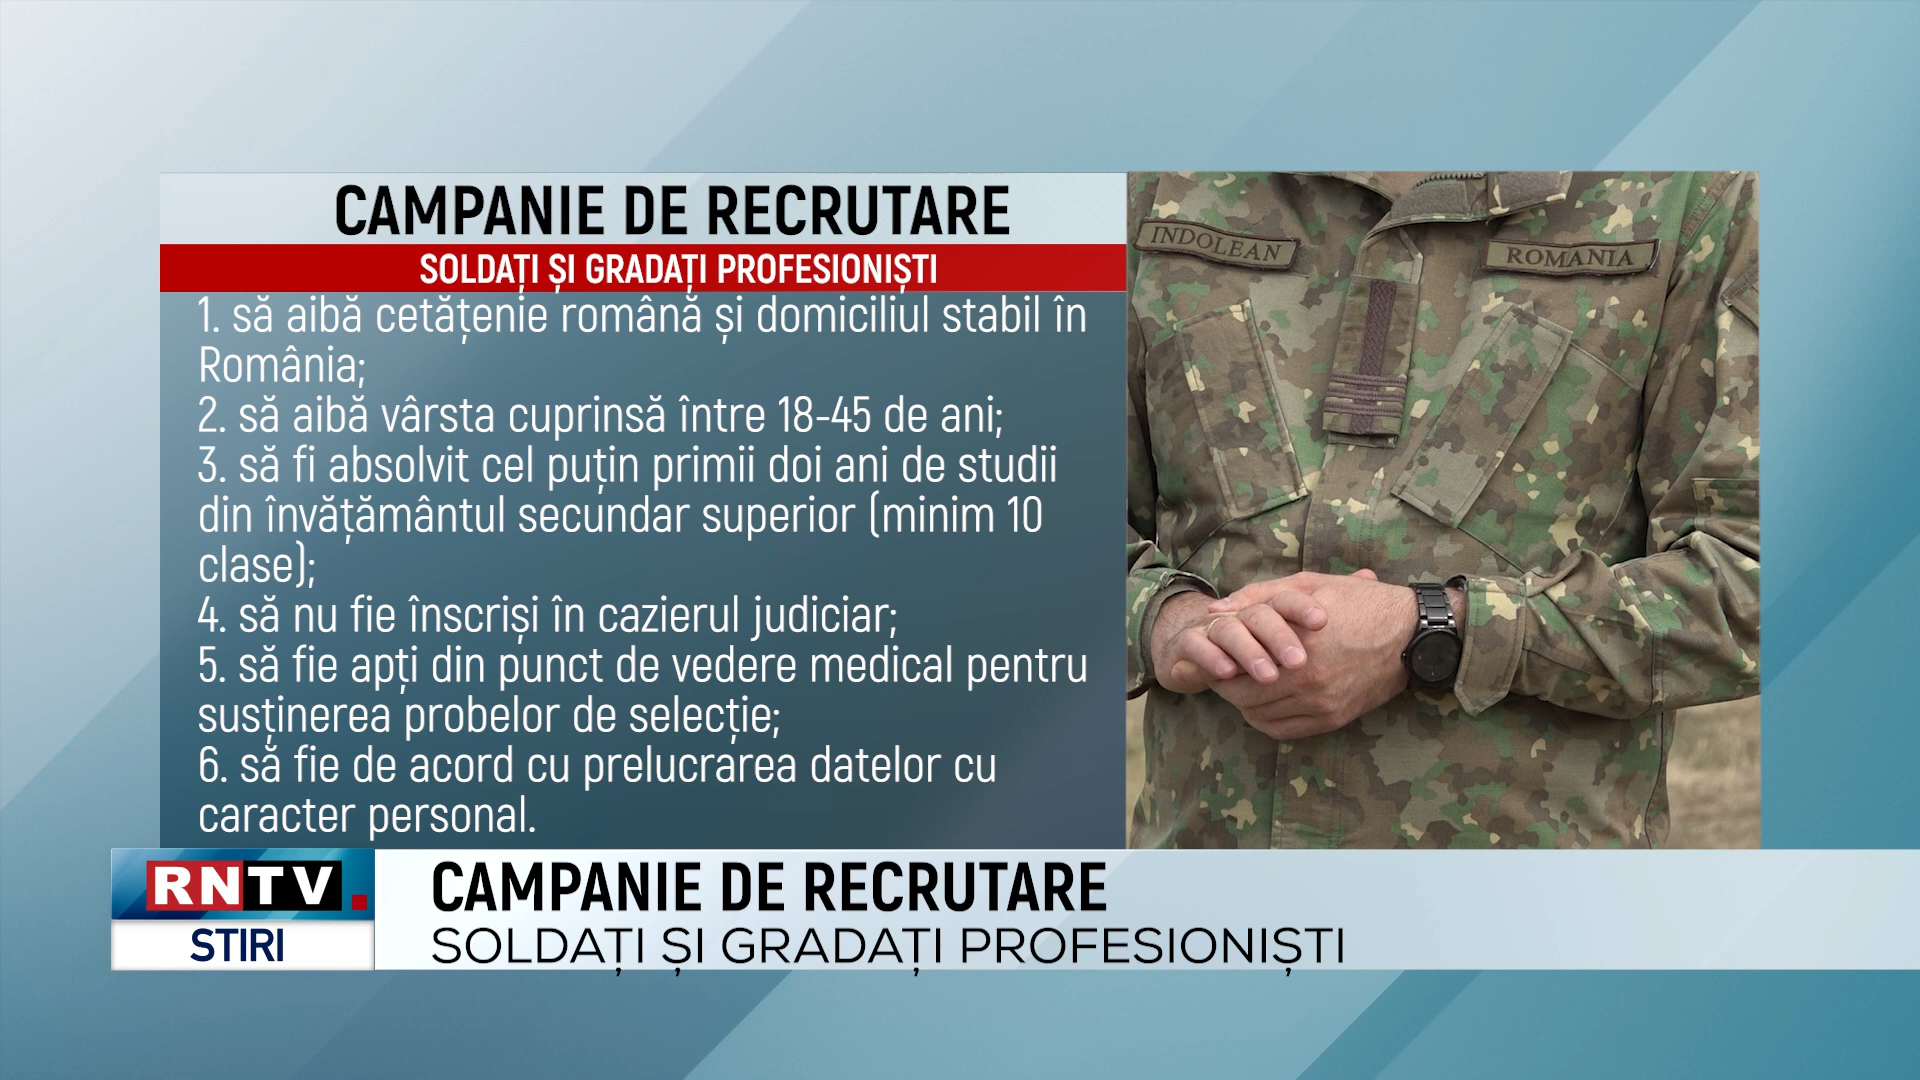 CAMPANIE DE RECRUTARE
SOLDAȚI ȘI GRADAȚI PROFESIONIȘTI
1. să aibă cetățenie română și domiciliul stabil în
România;
2. să aibă vârsta cuprinsă între 18-45 de ani;
3. să fi absolvit cel puțin primii doi ani de studii
din învățământul secundar superior (minim 10
clase);
4. să nu fie înscriși în cazierul judiciar;
5. să fie apți din punct de vedere medical pentru
susținerea probelor de selecție;
6. să fie de acord cu prelucrarea datelor cu
caracter personal.
INDOLEAN
ROMANIA
RNTV.
STIRI
CAMPANIE DE RECRUTARE
SOLDAȚI ȘI GRADAȚI PROFESIONIȘTI